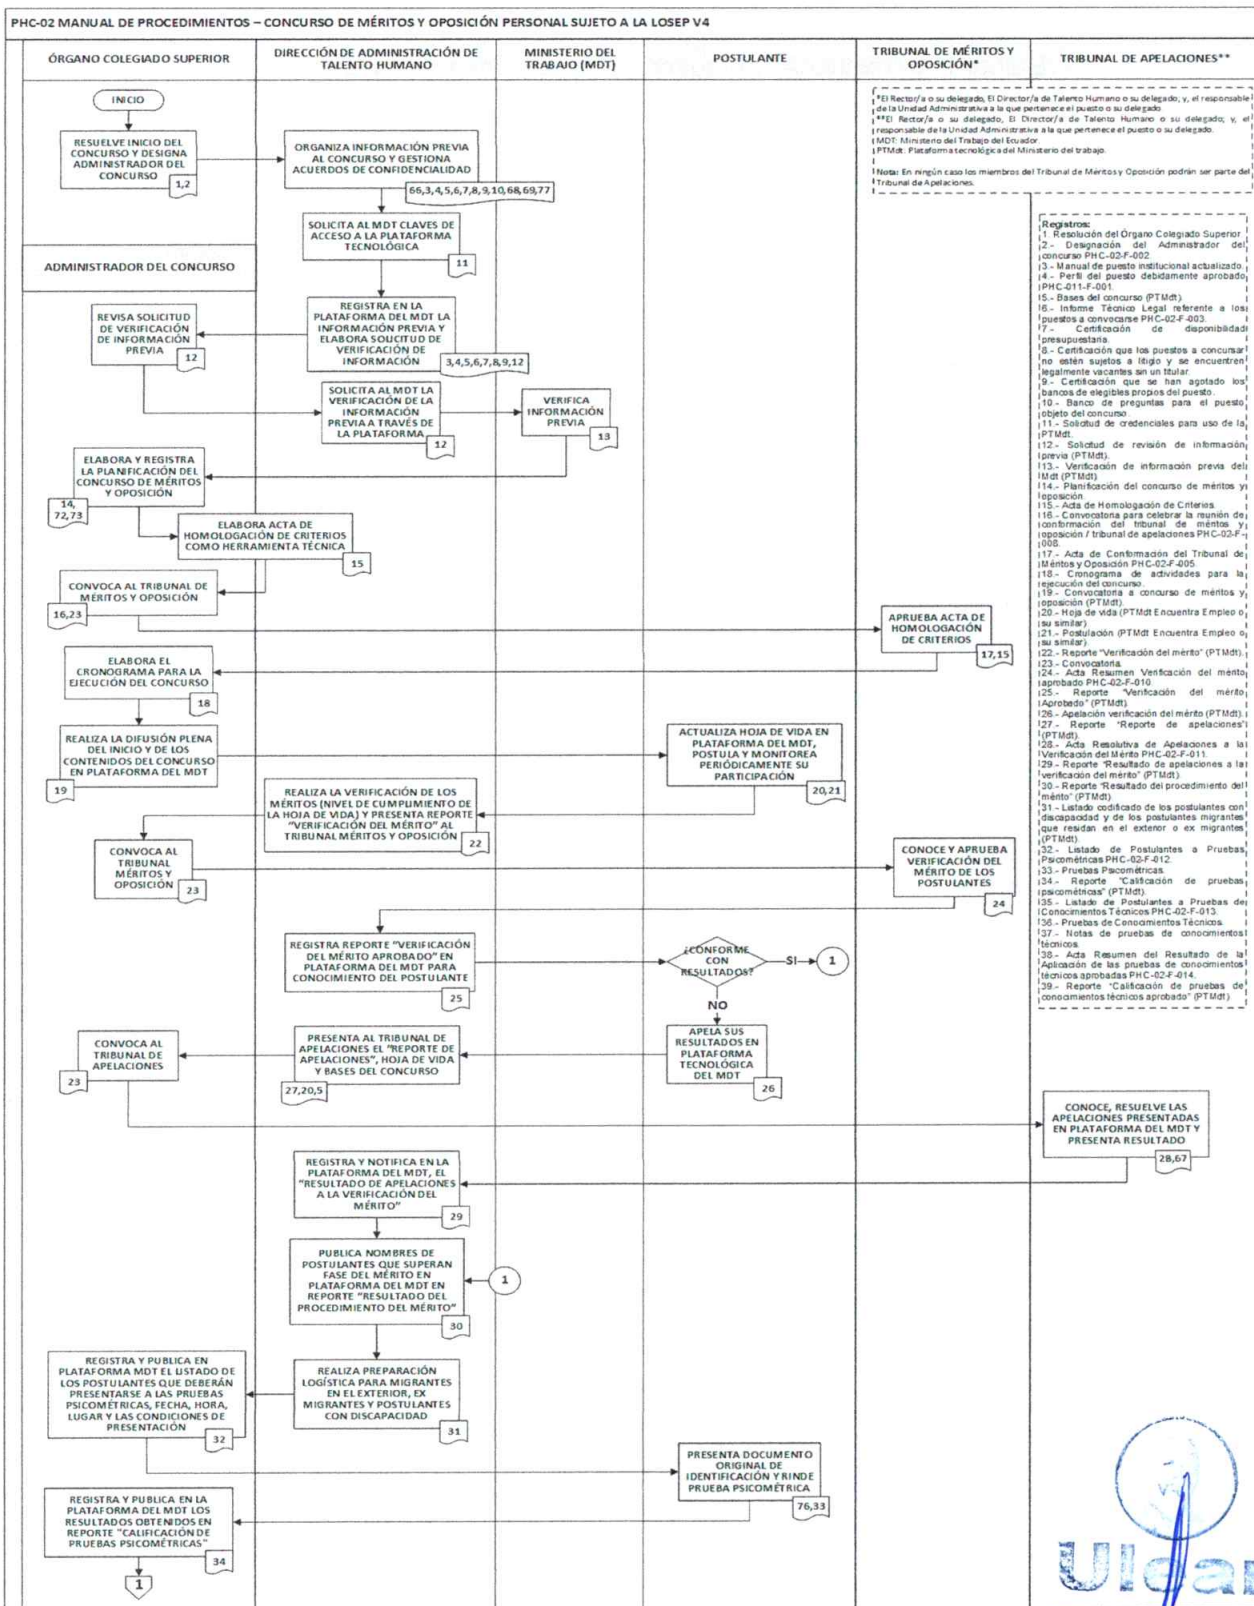 PHC-02 MANUAL DE PROCEDIMIENTOS – CONCURSO DE MÉRITOS Y OPOSICIÓN PERSONAL SUJETO A LA LOSEP V4
ÓRGANO COLEGIADO SUPERIOR
DIRECCIÓN DE ADMINISTRACIÓN DE
TALENTO HUMANO
MINISTERIO DEL
TRABAJO (MDT)
POSTULANTE
TRIBUNAL DE MÉRITOS Y
OPOSICIÓN*
TRIBUNAL DE APELACIONES**
*El Rector/a o su delegado, El Director/a de Talento Humano o su delegado; y, el responsable
de la Unidad Administrativa a la que pertenece el puesto o su delegado
**El Rector/a o su delegado, El Director/a de Talento Humano o su delegado; y, el
responsable de la Unidad Administrativa a la que pertenece el puesto o su delegado.
MDT: Ministerio del Trabajo del Ecuador
PTMdt: Plataforma tecnológica del Ministerio del trabajo.
Nota: En ningún caso los miembros del Tribunal de Méritos y Oposición podrán ser parte del
Tribunal de Apelaciones.
INICIO
RESUELVE INICIO DEL
CONCURSO Y DESIGNA
ADMINISTRADOR DEL
CONCURSO
1,2
ORGANIZA INFORMACIÓN PREVIA
AL CONCURSO Y GESTIONA
ACUERDOS DE CONFIDENCIALIDAD
66,3,4,5,6,7,8,9,10,68,69,77
SOLICITA AL MDT CLAVES DE
ACCESO A LA PLATAFORMA
TECNOLÓGICA
11
ADMINISTRADOR DEL CONCURSO
REGISTRA EN LA
PLATAFORMA DEL MDT LA
INFORMACIÓN PREVIA Y
ELABORA SOLICITUD DE
VERIFICACIÓN DE
INFORMACIÓN
3,4,5,6,7,8,9,12
REVISA SOLICITUD
DE VERIFICACIÓN
DE INFORMACIÓN
PREVIA
12
SOLICITA AL MDT LA
VERIFICACIÓN DE LA
INFORMACIÓN
PREVIA A TRAVÉS DE
LA PLATAFORMA
12
VERIFICA
INFORMACIÓN
PREVIA
13
ELABORA Y REGISTRA
LA PLANIFICACIÓN DEL
CONCURSO DE MÉRITOS
Y OPOSICIÓN
14,
72,73
ELABORA ACTA DE
HOMOLOGACIÓN DE CRITERIOS
COMO HERRAMIENTA TÉCNICA
15
CONVOCA AL TRIBUNAL DE
MÉRITOS Y OPOSICIÓN
16,23
APRUEBA ACTA DE
HOMOLOGACIÓN
DE CRITERIOS
17,15
ELABORA EL
CRONOGRAMA PARA LA
EJECUCIÓN DEL CONCURSO
18
REALIZA LA DIFUSIÓN PLENA
DEL INICIO Y DE LOS
CONTENIDOS DEL CONCURSO
EN PLATAFORMA DEL MDT
19
ACTUALIZA HOJA DE VIDA EN
PLATAFORMA DEL MDT,
POSTULA Y MONITOREA
PERIÓDICAMENTE SU
PARTICIPACIÓN
20,21
REALIZA LA VERIFICACIÓN DE LOS
MÉRITOS (NIVEL DE CUMPLIMIENTO DE
LA HOJA DE VIDA) Y PRESENTA REPORTE
"VERIFICACIÓN DEL MÉRITO" AL
TRIBUNAL MÉRITOS Y OPOSICIÓN
22
CONVOCA AL
TRIBUNAL
MÉRITOS Y
OPOSICIÓN
23
CONOCE Y APRUEBA
VERIFICACIÓN DEL
MÉRITO DE LOS
POSTULANTES
24
REGISTRA REPORTE "VERIFICACIÓN
DEL MÉRITO APROBADO" EN
PLATAFORMA DEL MDT PARA
CONOCIMIENTO DEL POSTULANTE
25
¿CONFORME
CON
RESULTADOS?
SI
1
NO
APELA SUS
RESULTADOS EN
PLATAFORMA
TECNOLÓGICA
DEL MDT
26
PRESENTA AL TRIBUNAL DE
APELACIONES EL "REPORTE DE
APELACIONES", HOJA DE VIDA
Y BASES DEL CONCURSO
27,20,5
CONVOCA AL
TRIBUNAL DE
APELACIONES
23
CONOCE, RESUELVE LAS
APELACIONES PRESENTADAS
EN PLATAFORMA DEL MDT Y
PRESENTA RESULTADO
28,67
REGISTRA Y NOTIFICA EN LA
PLATAFORMA DEL MDT, EL
"RESULTADO DE APELACIONES
A LA VERIFICACIÓN DEL
MÉRITO"
29
PUBLICA NOMBRES DE
POSTULANTES QUE SUPERAN
FASE DEL MÉRITO EN
PLATAFORMA DEL MDT EN
REPORTE "RESULTADO DEL
PROCEDIMIENTO DEL MÉRITO"
30
1
REALIZA PREPARACIÓN
LOGÍSTICA PARA MIGRANTES
EN EL EXTERIOR, EX
MIGRANTES Y POSTULANTES
CON DISCAPACIDAD
31
REGISTRA Y PUBLICA EN
PLATAFORMA MDT EL LISTADO DE
LOS POSTULANTES QUE DEBERÁN
PRESENTARSE A LAS PRUEBAS
PSICOMÉTRICAS, FECHA, HORA,
LUGAR Y LAS CONDICIONES DE
PRESENTACIÓN
32
PRESENTA DOCUMENTO
ORIGINAL DE
IDENTIFICACIÓN Y RINDE
PRUEBA PSICOMÉTRICA
76,33
REGISTRA Y PUBLICA EN LA
PLATAFORMA DEL MDT LOS
RESULTADOS OBTENIDOS EN
REPORTE "CALIFICACIÓN DE
PRUEBAS PSICOMÉTRICAS"
34
1
Registros:
1. Resolución del Órgano Colegiado Superior
2.- Designación del Administrador del
concurso PHC-02-F-002
3.- Manual de puesto institucional actualizado.
4.- Perfil del puesto debidamente aprobado
PHC-011-F-001.
5.- Bases del concurso (PTMdt)
6.- Informe Técnico Legal referente a los
puestos a convocarse PHC-02-F-003.
7.- Certificación de disponibilidad
presupuestaria.
8.- Certificación que los puestos a concursar
no estén sujetos a litigio y se encuentren
legalmente vacantes sin un titular.
9.- Certificación que se han agotado los
bancos de elegibles propios del puesto.
10.- Banco de preguntas para el puesto
objeto del concurso.
11.- Solicitud de credenciales para uso de la
PTMdt.
12.- Solicitud de revisión de información
previa (PTMdt).
13.- Verificación de información previa del
Mdt (PTMdt)
14.- Planificación del concurso de méritos y
oposición.
15.- Acta de Homologación de Criterios
16.- Convocatoria para celebrar la reunión de
conformación del tribunal de méritos y
oposición / tribunal de apelaciones PHC-02-F-
008.
17.- Acta de Conformación del Tribunal de
Méritos y Oposición PHC-02-F-005
18.- Cronograma de actividades para la
ejecución del concurso.
19.- Convocatoria a concurso de méritos y
oposición (PTMdt).
20.- Hoja de vida (PTMdt Encuentra Empleo o
su similar)
21.- Postulación (PTMdt Encuentra Empleo o
su similar)
22.- Reporte "Verificación del mérito" (PTMdt).
23.- Convocatoria.
24.- Acta Resumen Verificación del mérito
aprobado PHC-02-F-010.
25.- Reporte "Verificación del mérito
Aprobado" (PTMdt)
26.- Apelación verificación del mérito (PTMdt).
27.- Reporte "Reporte de apelaciones"
(PTMdt).
28.- Acta Resolutiva de Apelaciones a la
Verificación del Mérito PHC-02-F-011.
29.- Reporte "Resultado de apelaciones a la
verificación del mérito" (PTMdt)
30.- Reporte "Resultado del procedimiento del
mérito" (PTMdt)
31.- Listado codificado de los postulantes con
discapacidad y de los postulantes migrantes
que residan en el exterior o ex migrantes
(PTMdt).
32.- Listado de Postulantes a Pruebas
Psicométricas PHC-02-F-012.
33.- Pruebas Psicométricas.
34.- Reporte "Calificación de pruebas
psicométricas" (PTMdt).
35.- Listado de Postulantes a Pruebas de
Conocimientos Técnicos PHC-02-F-013.
36.- Pruebas de Conocimientos Técnicos
37.- Notas de pruebas de conocimientos
técnicos
38.- Acta Resumen del Resultado de la
Aplicación de las pruebas de conocimientos
técnicos aprobadas PHC-02-F-014.
39.- Reporte "Calificación de pruebas de
conocimientos técnicos aprobado" (PTMdt)
Uleam